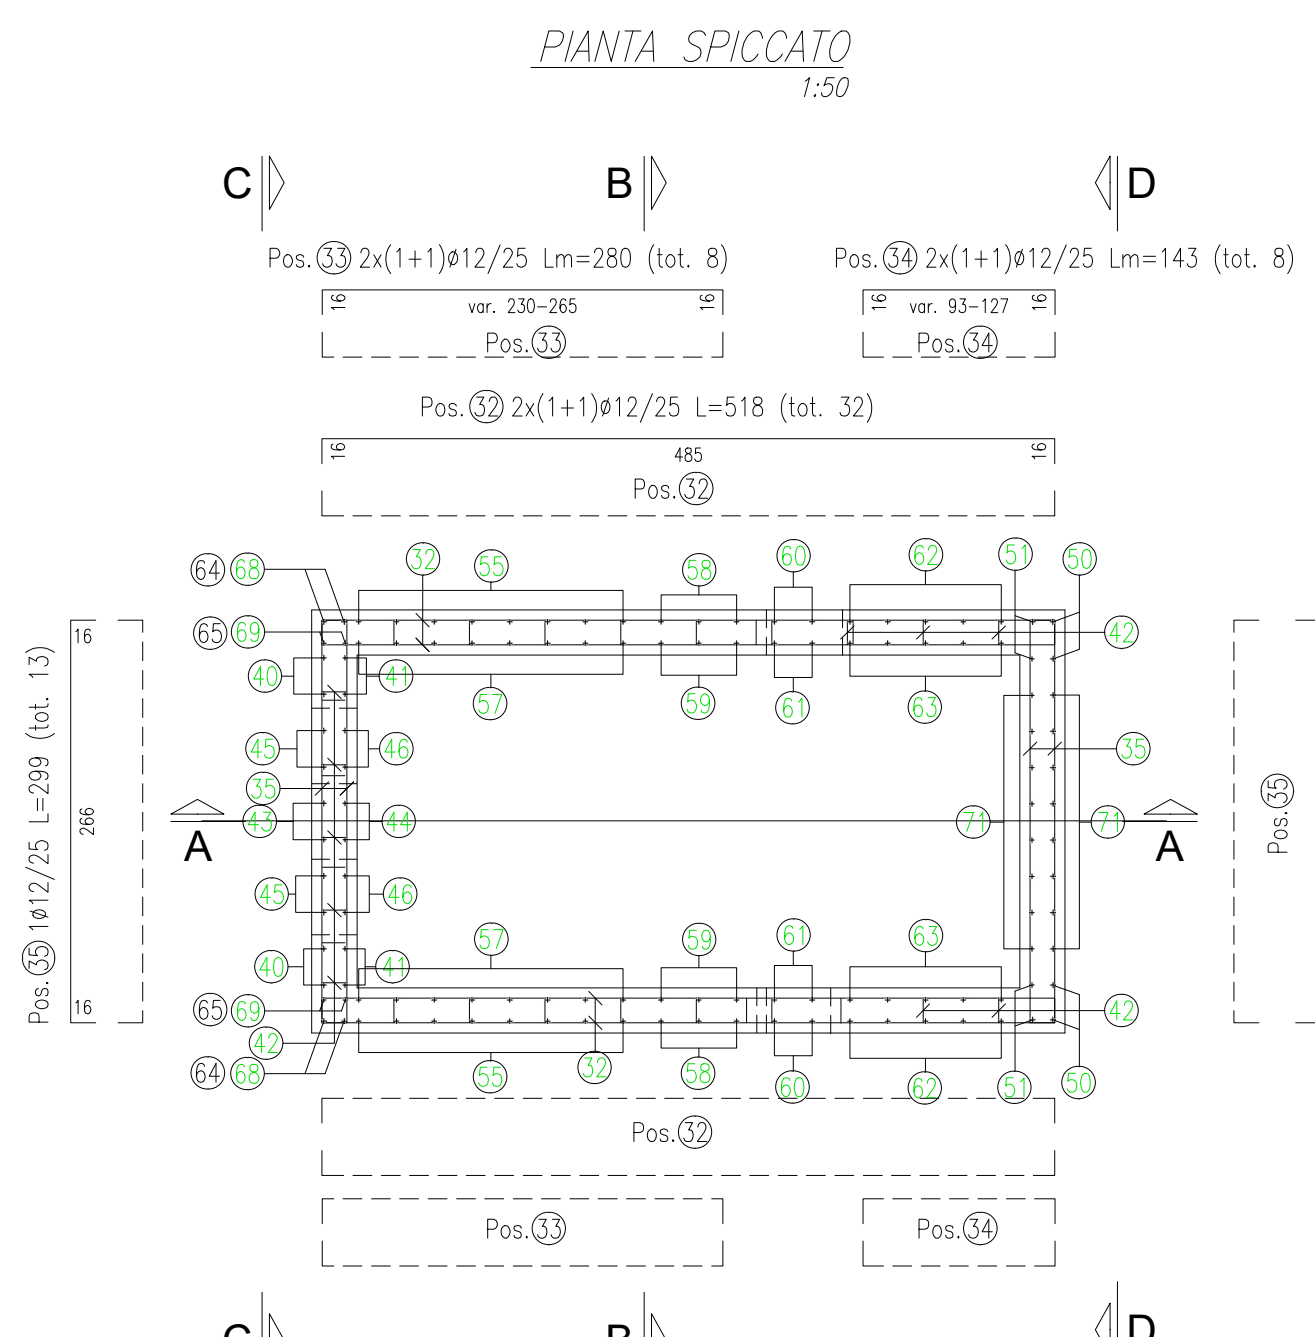 PIANTA SPICCATO
1:50
C B D
Pos. 33 2x(1+1)ø12/25 Lm=280 (tot. 8)
Pos. 34 2x(1+1)ø12/25 Lm=143 (tot. 8)
16 var. 230-265 16
16 var. 93-127 16
Pos. 33
Pos. 34
Pos. 32 2x(1+1)ø12/25 L=518 (tot. 32)
16 485 16
Pos. 32
64 68 32 55 58 60 62 51 50
65 69 42
40 41
57 59 61 63
45 46 35
35
43 44 71 71
A A
45 46
40 41
57 59 61 63
65 69 42
42
64 68 55 32 58 60 62 51 50
Pos. 35 1ø12/25 L=299 (tot. 13)
16 266 16
Pos. 35
Pos. 32
Pos. 33
Pos. 34
C B D